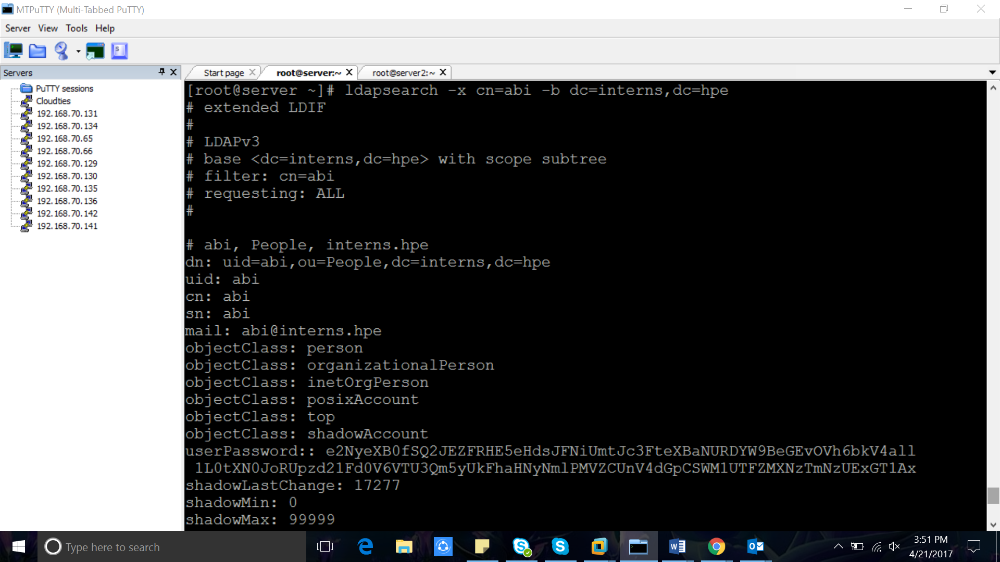 MTPuTTY (Multi-Tabbed PuTTY)
Server View Tools Help
Servers
PuTTY sessions
Cloudties
192.168.70.131
192.168.70.134
192.168.70.65
192.168.70.66
192.168.70.129
192.168.70.130
192.168.70.135
192.168.70.136
192.168.70.142
192.168.70.141
Start page root@server:~ root@server2:~
[root@server ~]# ldapsearch -x cn=abi -b dc=interns,dc=hpe
# extended LDIF
#
# LDAPv3
# base <dc=interns,dc=hpe> with scope subtree
# filter: cn=abi
# requesting: ALL
#
# abi, People, interns.hpe
dn: uid=abi,ou=People,dc=interns,dc=hpe
uid: abi
cn: abi
sn: abi
mail: abi@interns.hpe
objectClass: person
objectClass: organizationalPerson
objectClass: inetOrgPerson
objectClass: posixAccount
objectClass: top
objectClass: shadowAccount
userPassword::
shadowLastChange: 17277
shadowMin: 0
shadowMax: 99999
Type here to search
3:51 PM
4/21/2017